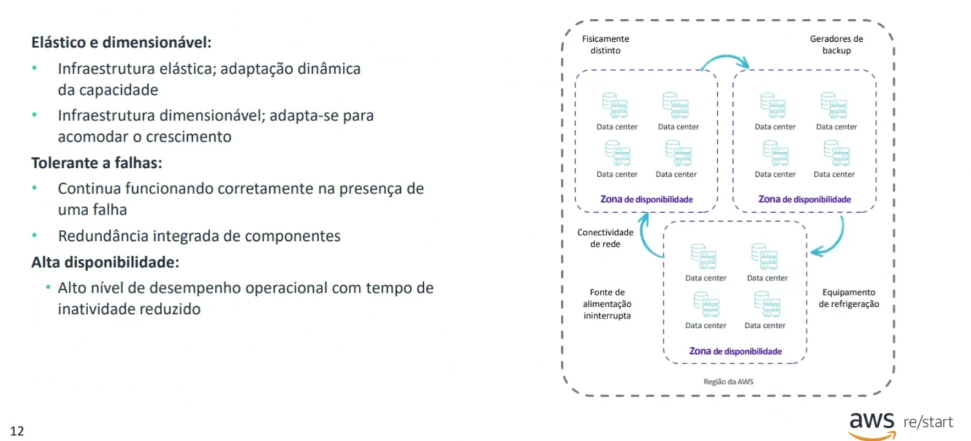 Elástico e dimensionável:
• Infraestrutura elástica; adaptação dinâmica
da capacidade
• Infraestrutura dimensionável; adapta-se para
acomodar o crescimento
Tolerante a falhas:
• Continua funcionando corretamente na presença de
uma falha
• Redundância integrada de componentes
Alta disponibilidade:
• Alto nível de desempenho operacional com tempo de
inatividade reduzido
Fisicamente
distinto
Geradores de
backup
Data center Data center
Data center Data center
Zona de disponibilidade
Data center Data center
Data center Data center
Zona de disponibilidade
Conectividade
de rede
Data center Data center
Data center Data center
Zona de disponibilidade
Fonte de
alimentação
ininterrupta
Equipamento
de refrigeração
Região da AWS
12
aws re/start